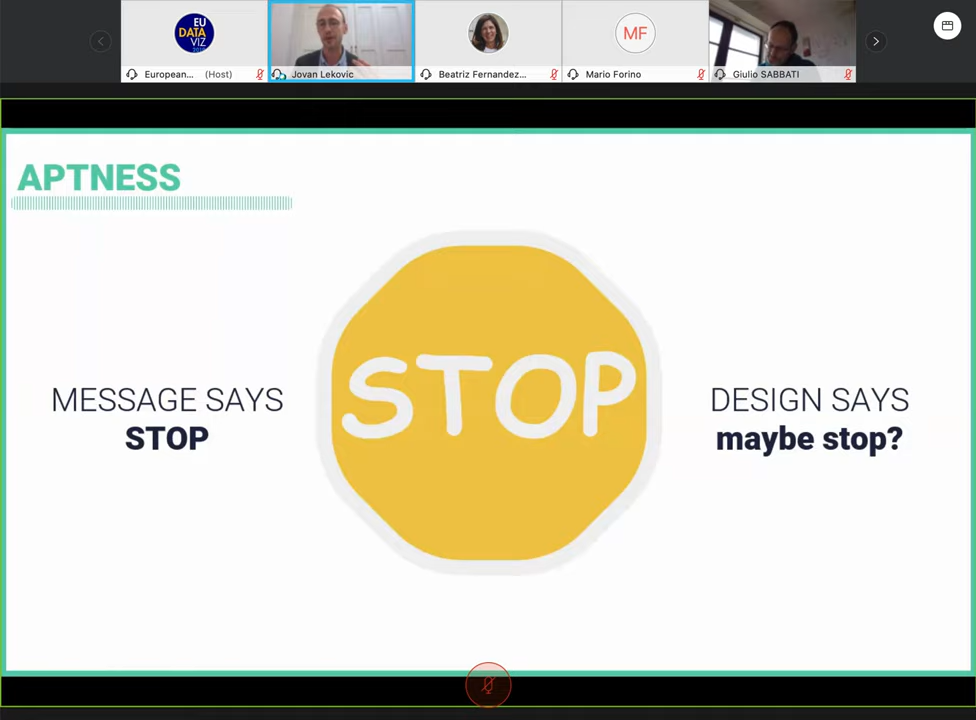 EU
DATA
VIZ
European... (Host)
Jovan Lekovic
Beatriz Fernandez...
MF
Mario Forino
Giulio SABBATI
APTNESS
MESSAGE SAYS
STOP
STOP
DESIGN SAYS
maybe stop?